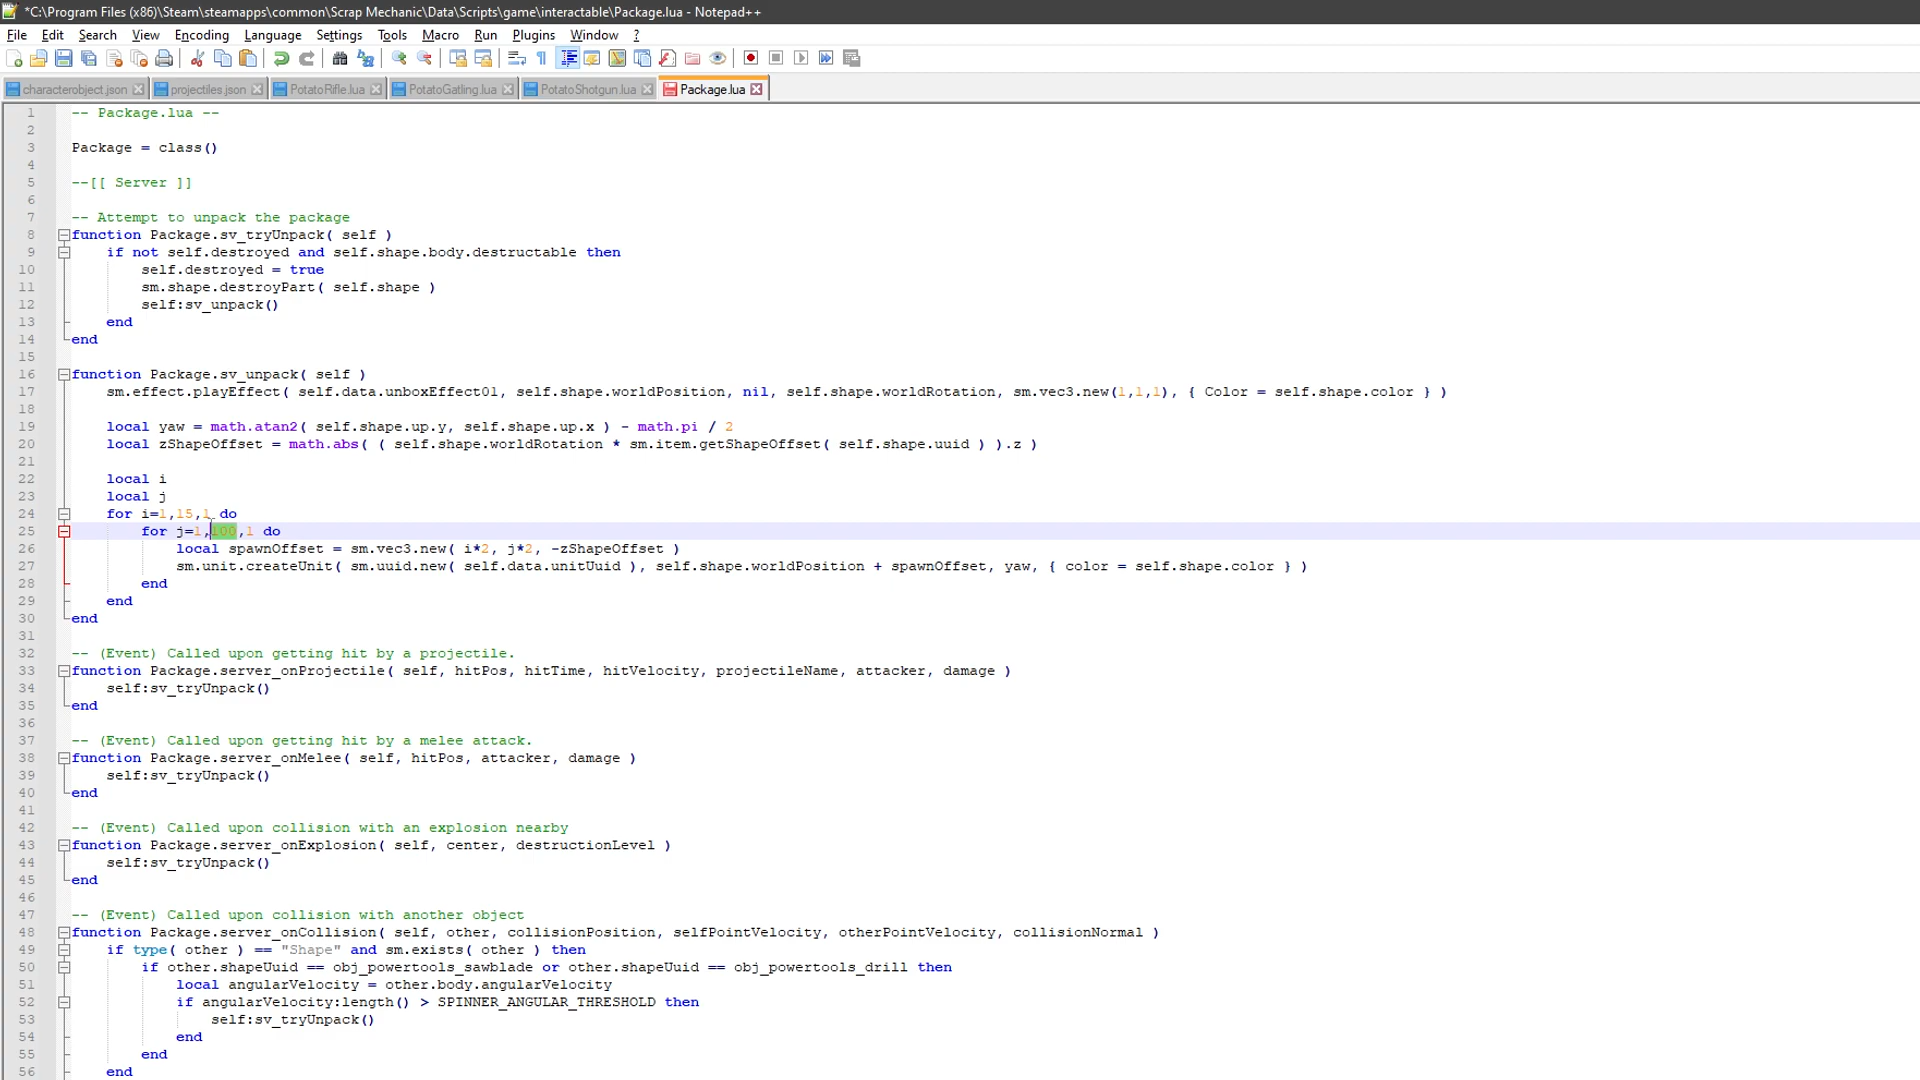 *C:\Program Files (x86)\Steam\steamapps\common\Scrap Mechanic\Data\Scripts\game\interactable\Package.lua - Notepad++
File Edit Search View Encoding Language Settings Tools Macro Run Plugins Window ?
characterobject.json projectiles.json PotatoRifle.lua PotatoGatling.lua PotatoShotgun.lua Package.lua
1 -- Package.lua --
2
3 Package = class()
4
5 --[[ Server ]]
6
7 -- Attempt to unpack the package
8 function Package.sv_tryUnpack( self )
9 if not self.destroyed and self.shape.body.destructable then
10 self.destroyed = true
11 sm.shape.destroyPart( self.shape )
12 self:sv_unpack()
13 end
14 end
15
16 function Package.sv_unpack( self )
17 sm.effect.playEffect( self.data.unboxEffect01, self.shape.worldPosition, nil, self.shape.worldRotation, sm.vec3.new(1,1,1), { Color = self.shape.color } )
18
19 local yaw = math.atan2( self.shape.up.y, self.shape.up.x ) - math.pi / 2
20 local zShapeOffset = math.abs( ( self.shape.worldRotation * sm.item.getShapeOffset( self.shape.uuid ) ).z )
21
22 local i
23 local j
24 for i=1,15,1 do
25 for j=1,100,1 do
26 local spawnOffset = sm.vec3.new( i*2, j*2, -zShapeOffset )
27 sm.unit.createUnit( sm.uuid.new( self.data.unitUuid ), self.shape.worldPosition + spawnOffset, yaw, { color = self.shape.color } )
28 end
29 end
30 end
31
32 -- (Event) Called upon getting hit by a projectile.
33 function Package.server_onProjectile( self, hitPos, hitTime, hitVelocity, projectileName, attacker, damage )
34 self:sv_tryUnpack()
35 end
36
37 -- (Event) Called upon getting hit by a melee attack.
38 function Package.server_onMelee( self, hitPos, attacker, damage )
39 self:sv_tryUnpack()
40 end
41
42 -- (Event) Called upon collision with an explosion nearby
43 function Package.server_onExplosion( self, center, destructionLevel )
44 self:sv_tryUnpack()
45 end
46
47 -- (Event) Called upon collision with another object
48 function Package.server_onCollision( self, other, collisionPosition, selfPointVelocity, otherPointVelocity, collisionNormal )
49 if type( other ) == "Shape" and sm.exists( other ) then
50 if other.shapeUuid == obj_powertools_sawblade or other.shapeUuid == obj_powertools_drill then
51 local angularVelocity = other.body.angularVelocity
52 if angularVelocity:length() > SPINNER_ANGULAR_THRESHOLD then
53 self:sv_tryUnpack()
54 end
55 end
56 end